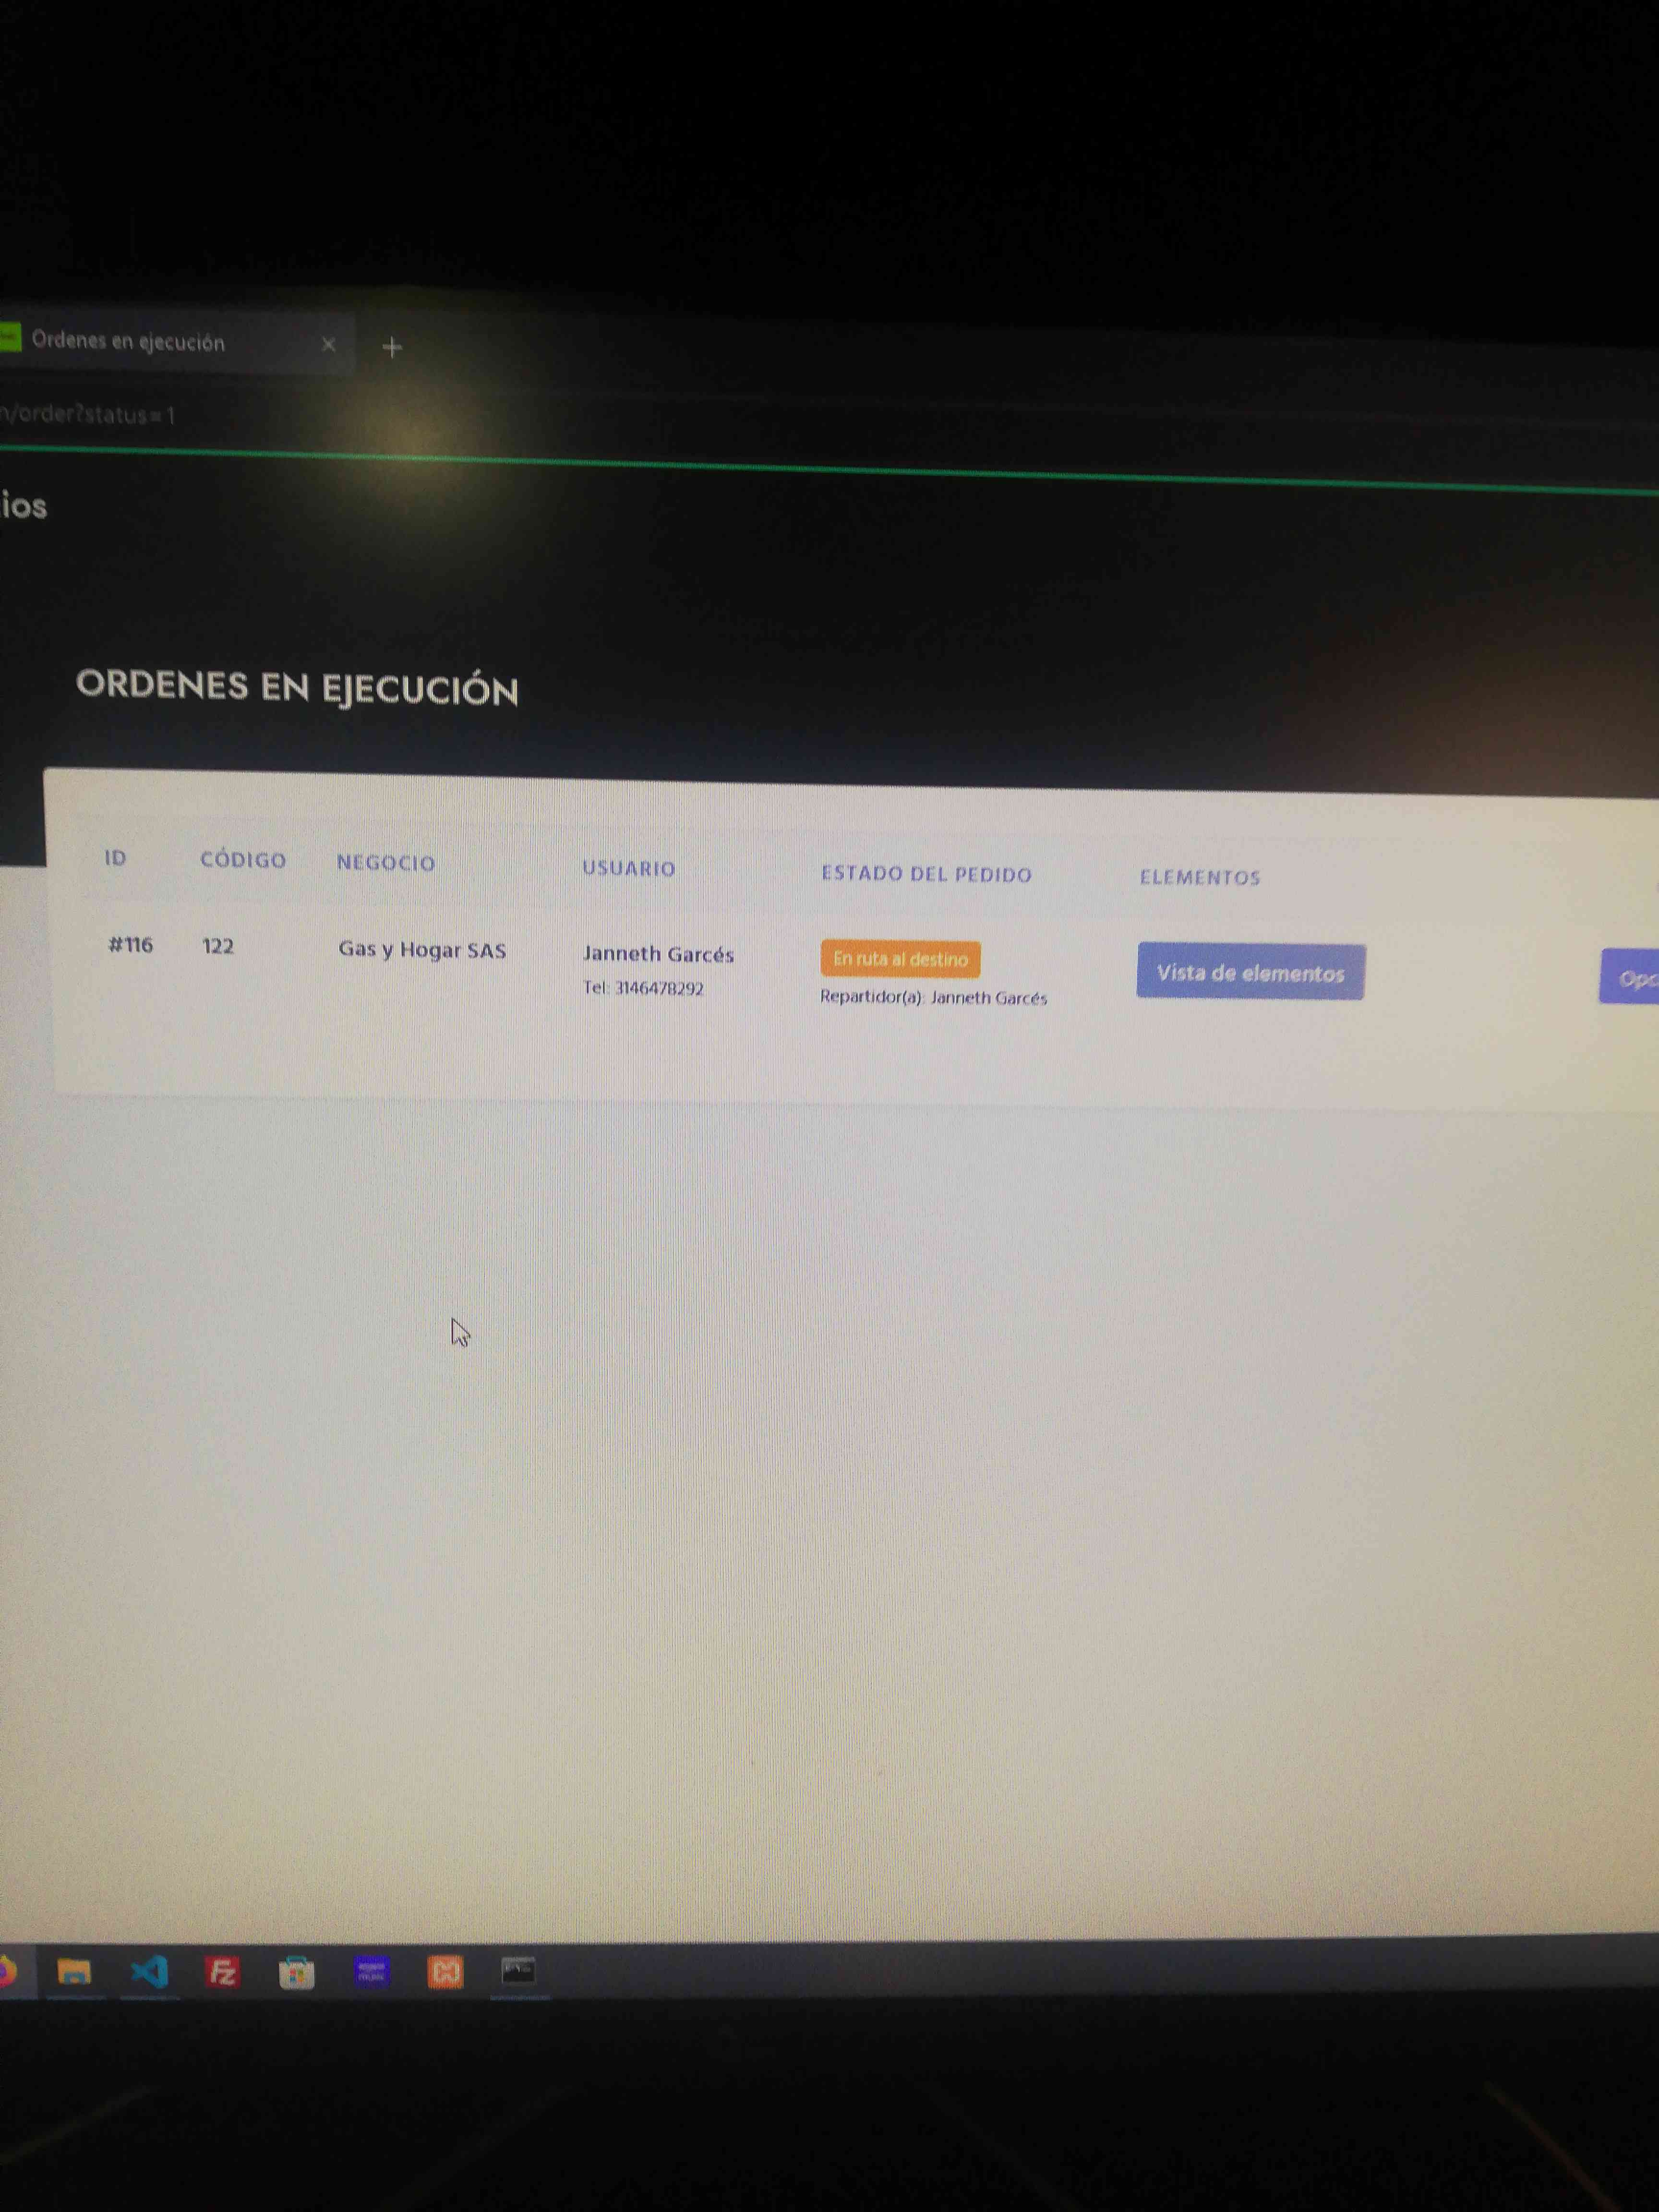 Ordenes en ejecución
n/order?status=1
ios
ORDENES EN EJECUCIÓN
ID CÓDIGO NEGOCIO USUARIO ESTADO DEL PEDIDO ELEMENTOS
#116 122 Gas y Hogar SAS Janneth Garcés En ruta al destino Vista de elementos Opc
Tel: 3146478292 Repartidor(a): Janneth Garcés
Fz
music